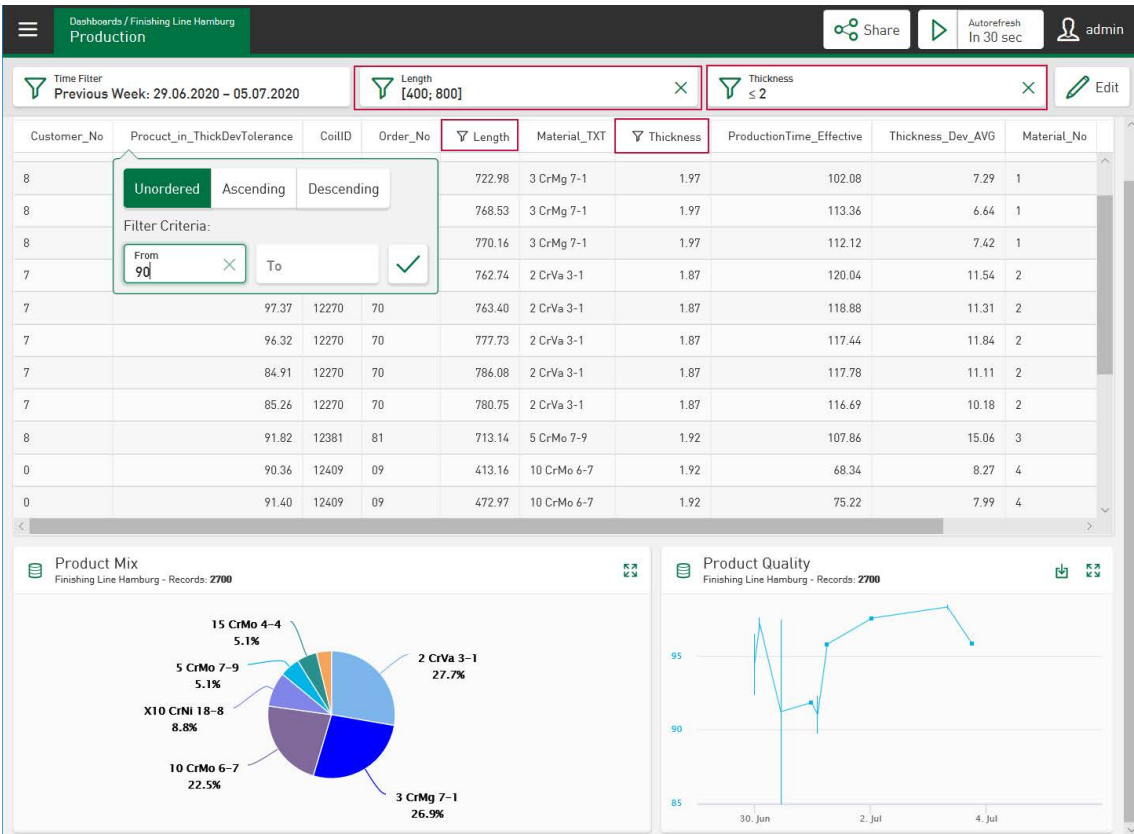 Dashboards / Finishing Line Hamburg
Production
Share
Autorefresh
In 30 sec
admin
Time Filter
Previous Week: 29.06.2020 – 05.07.2020
Length
[400; 800]
Thickness
≤ 2
Edit
Customer_No Procuct_in_ThickDevTolerance CoilID Order_No Length Material_TXT Thickness ProductionTime_Effective Thickness_Dev_AVG Material_No
8 722.98 3 CrMg 7-1 1.97 102.08 7.29 1
8 768.53 3 CrMg 7-1 1.97 113.36 6.64 1
8 770.16 3 CrMg 7-1 1.97 112.12 7.42 1
7 762.74 2 CrVa 3-1 1.87 120.04 11.54 2
Unordered Ascending Descending
Filter Criteria:
From
90
To
7 97.37 12270 70 763.40 2 CrVa 3-1 1.87 118.88 11.31 2
7 96.32 12270 70 777.73 2 CrVa 3-1 1.87 117.44 11.84 2
7 84.91 12270 70 786.08 2 CrVa 3-1 1.87 117.78 11.11 2
7 85.26 12270 70 780.75 2 CrVa 3-1 1.87 116.69 10.18 2
8 91.82 12381 81 713.14 5 CrMo 7-9 1.92 107.86 15.06 3
0 90.36 12409 09 413.16 10 CrMo 6-7 1.92 68.34 8.27 4
0 91.40 12409 09 472.97 10 CrMo 6-7 1.92 75.22 7.99 4
Product Mix
Finishing Line Hamburg - Records: 2700
15 CrMo 4-4
5.1%
5 CrMo 7-9
5.1%
X10 CrNi 18-8
8.8%
10 CrMo 6-7
22.5%
2 CrVa 3-1
27.7%
3 CrMg 7-1
26.9%
Product Quality
Finishing Line Hamburg - Records: 2700
95
90
85
30. Jun 2. Jul 4. Jul